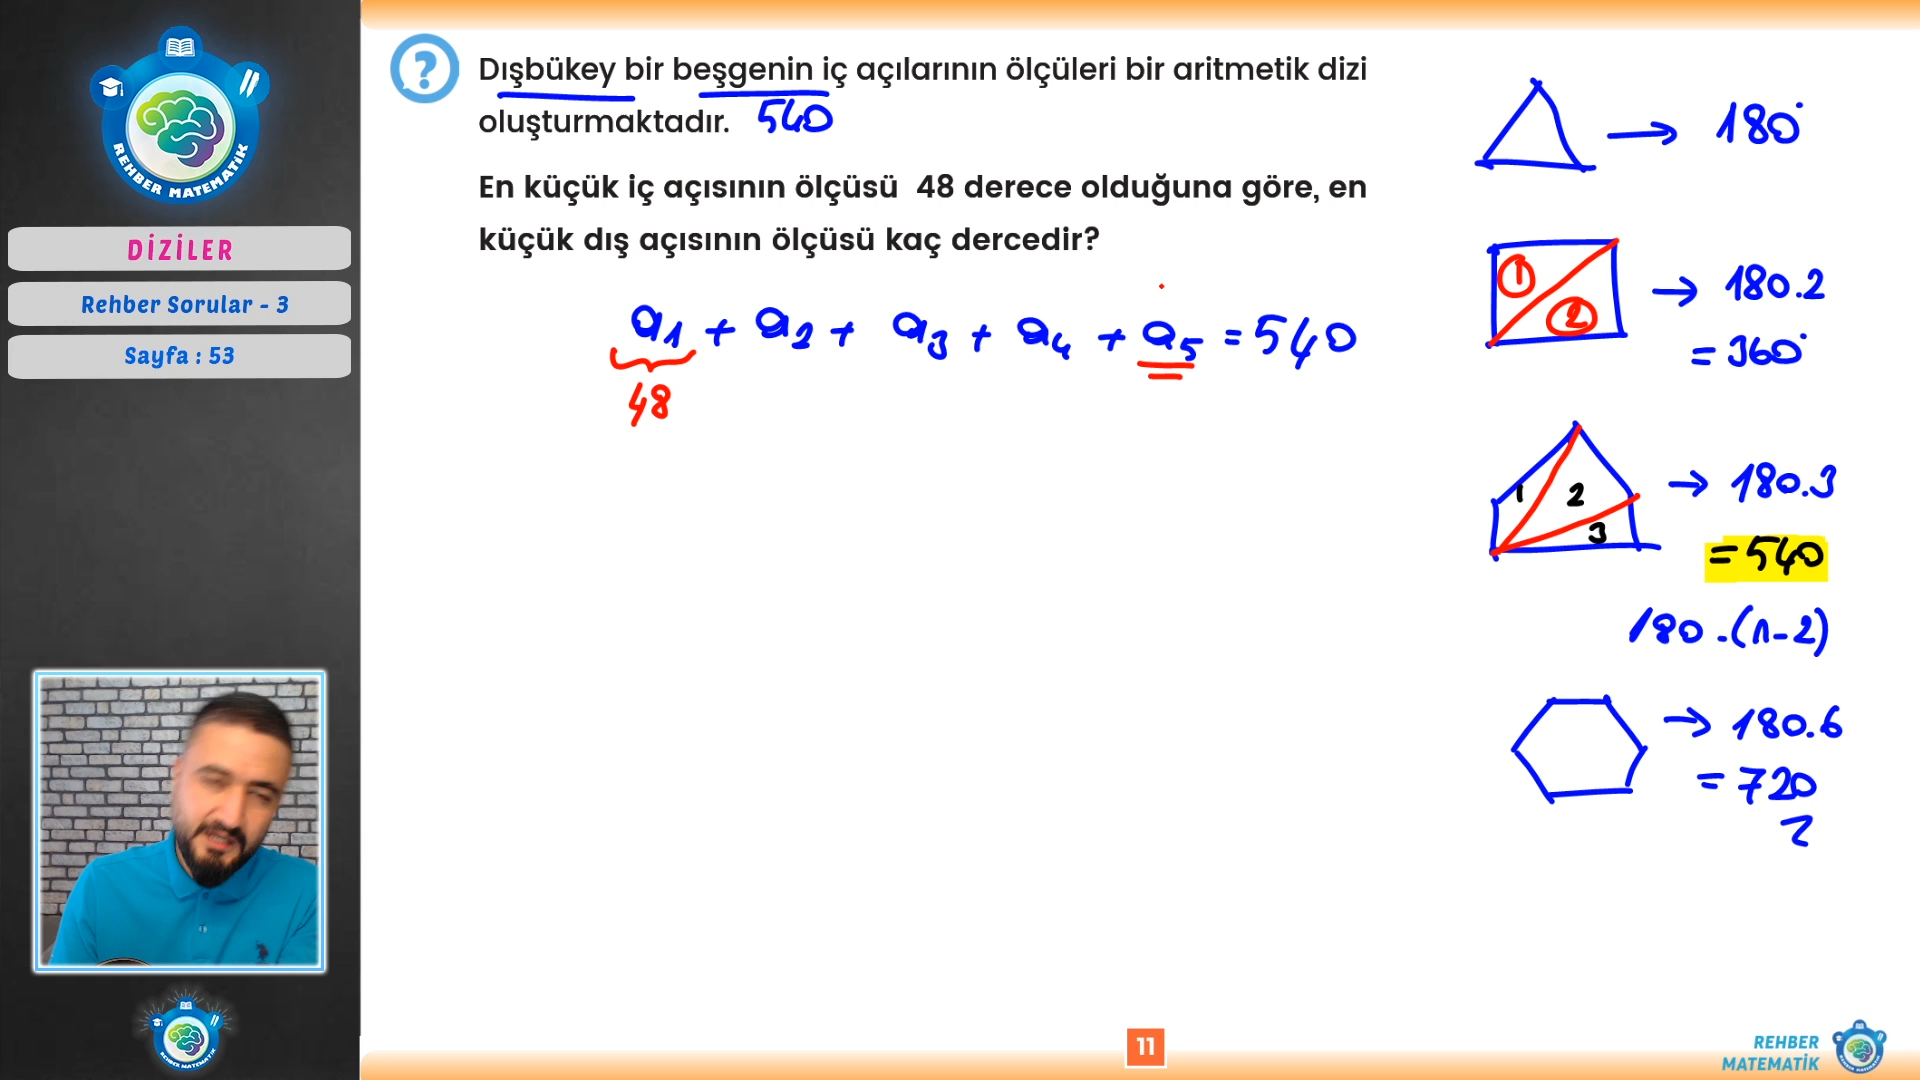 REHBER MATEMATİK
DİZİLER
Rehber Sorular - 3
Sayfa : 53
?
Dışbükey bir beşgenin iç açılarının ölçüleri bir aritmetik dizi
oluşturmaktadır. 540
En küçük iç açısının ölçüsü 48 derece olduğuna göre, en
küçük dış açısının ölçüsü kaç dercedir?
a1 + a2 + a3 + a4 + a5 = 540
48
→ 180°
1
2
→ 180.2
= 360°
1 2 3
→ 180.3
= 540
180.(n-2)
→ 180.6
= 720
2
11
REHBER
MATEMATİK